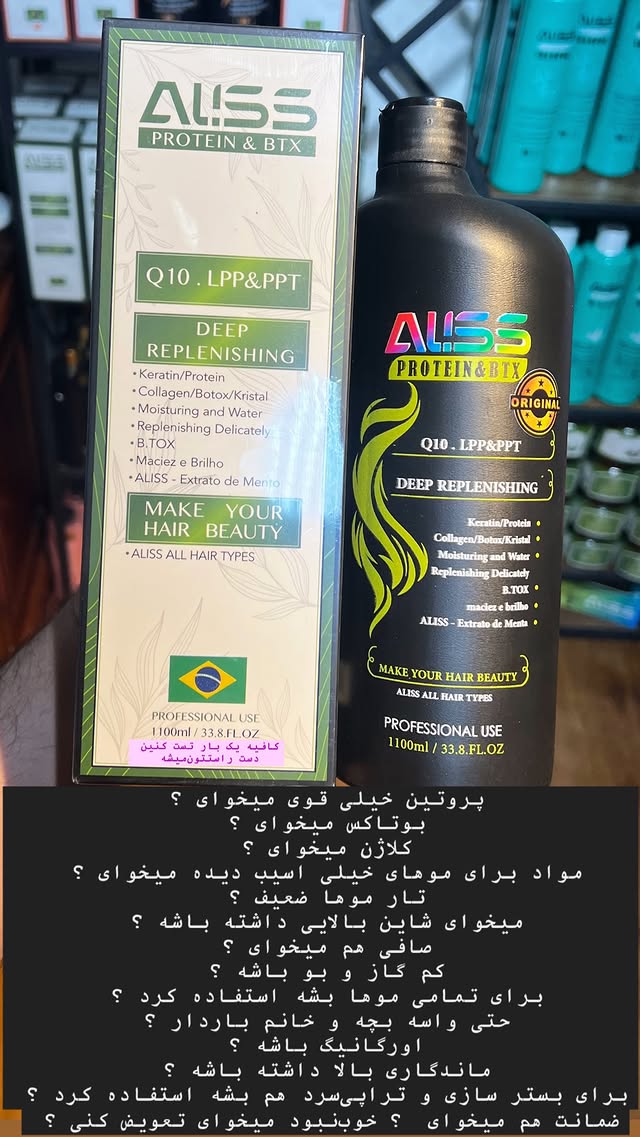 ALISS
PROTEIN & BTX
Q10 . LPP&PPT
DEEP
REPLENISHING
• Keratin/Protein
• Collagen/Botox/Kristal
• Moisturing and Water
• Replenishing Delicately
• B.TOX
• Maciez e Brilho
• ALISS - Extrato de Menta
MAKE YOUR
HAIR BEAUTY
• ALISS ALL HAIR TYPES
PROFESSIONAL USE
1100ml / 33.8.FL.OZ
کافیه یک بار تست کنین
دست راستتون‌میشه
ALISS
PROTEIN&BTX
ORIGINAL
Q10 . LPP&PPT
DEEP REPLENISHING
Keratin/Protein •
Collagen/Botox/Kristal •
Moisturing and Water •
Replenishing Delicately
B.TOX •
maciez e brilho •
ALISS - Extrato de Menta •
MAKE YOUR HAIR BEAUTY
ALISS ALL HAIR TYPES
PROFESSIONAL USE
1100ml / 33.8.FL.OZ
ALISS
پروتین خیلی قوی میخوای ؟
بوتاکس میخوای ؟
کلاژن میخوای ؟
مواد برای موهای خیلی اسیب دیده میخوای ؟
تار موها ضعیف ؟
میخوای شاین بالایی داشته باشه ؟
صافی هم میخوای ؟
کم گاز و بو باشه ؟
برای تمامی موها بشه استفاده کرد ؟
حتی واسه بچه و خانم باردار ؟
اورگانیگ باشه ؟
ماندگاری بالا داشته باشه ؟
برای بستر سازی و تراپی‌سرد هم بشه استفاده کرد ؟
ضمانت هم میخوای ؟ خوب‌نبود میخوای تعویض کنی ؟